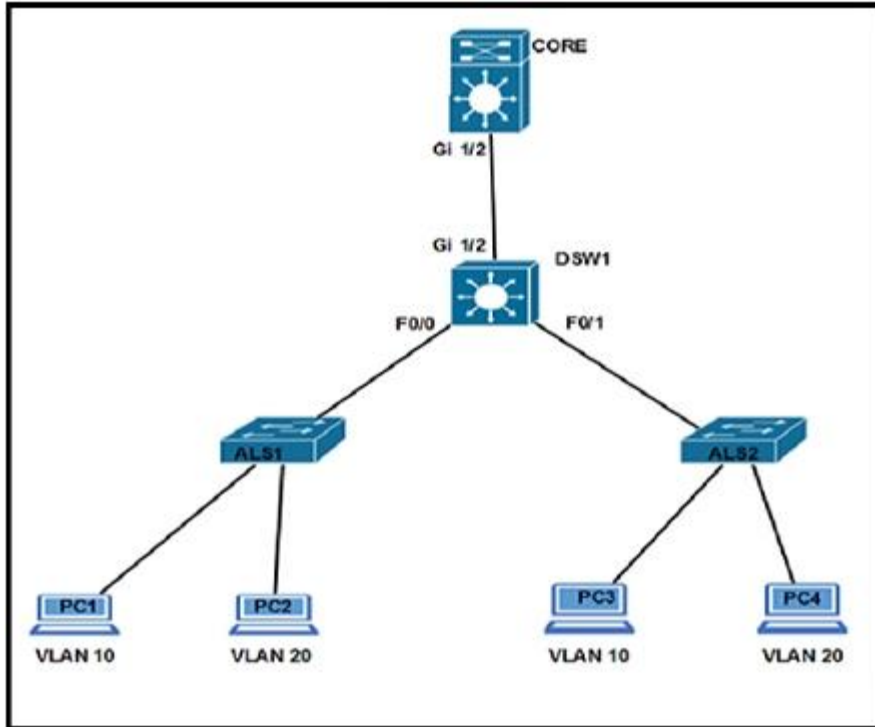 CORE
Gi 1/2
Gi 1/2
DSW1
F0/0
F0/1
ALS1
ALS2
PC1
PC2
PC3
PC4
VLAN 10
VLAN 20
VLAN 10
VLAN 20